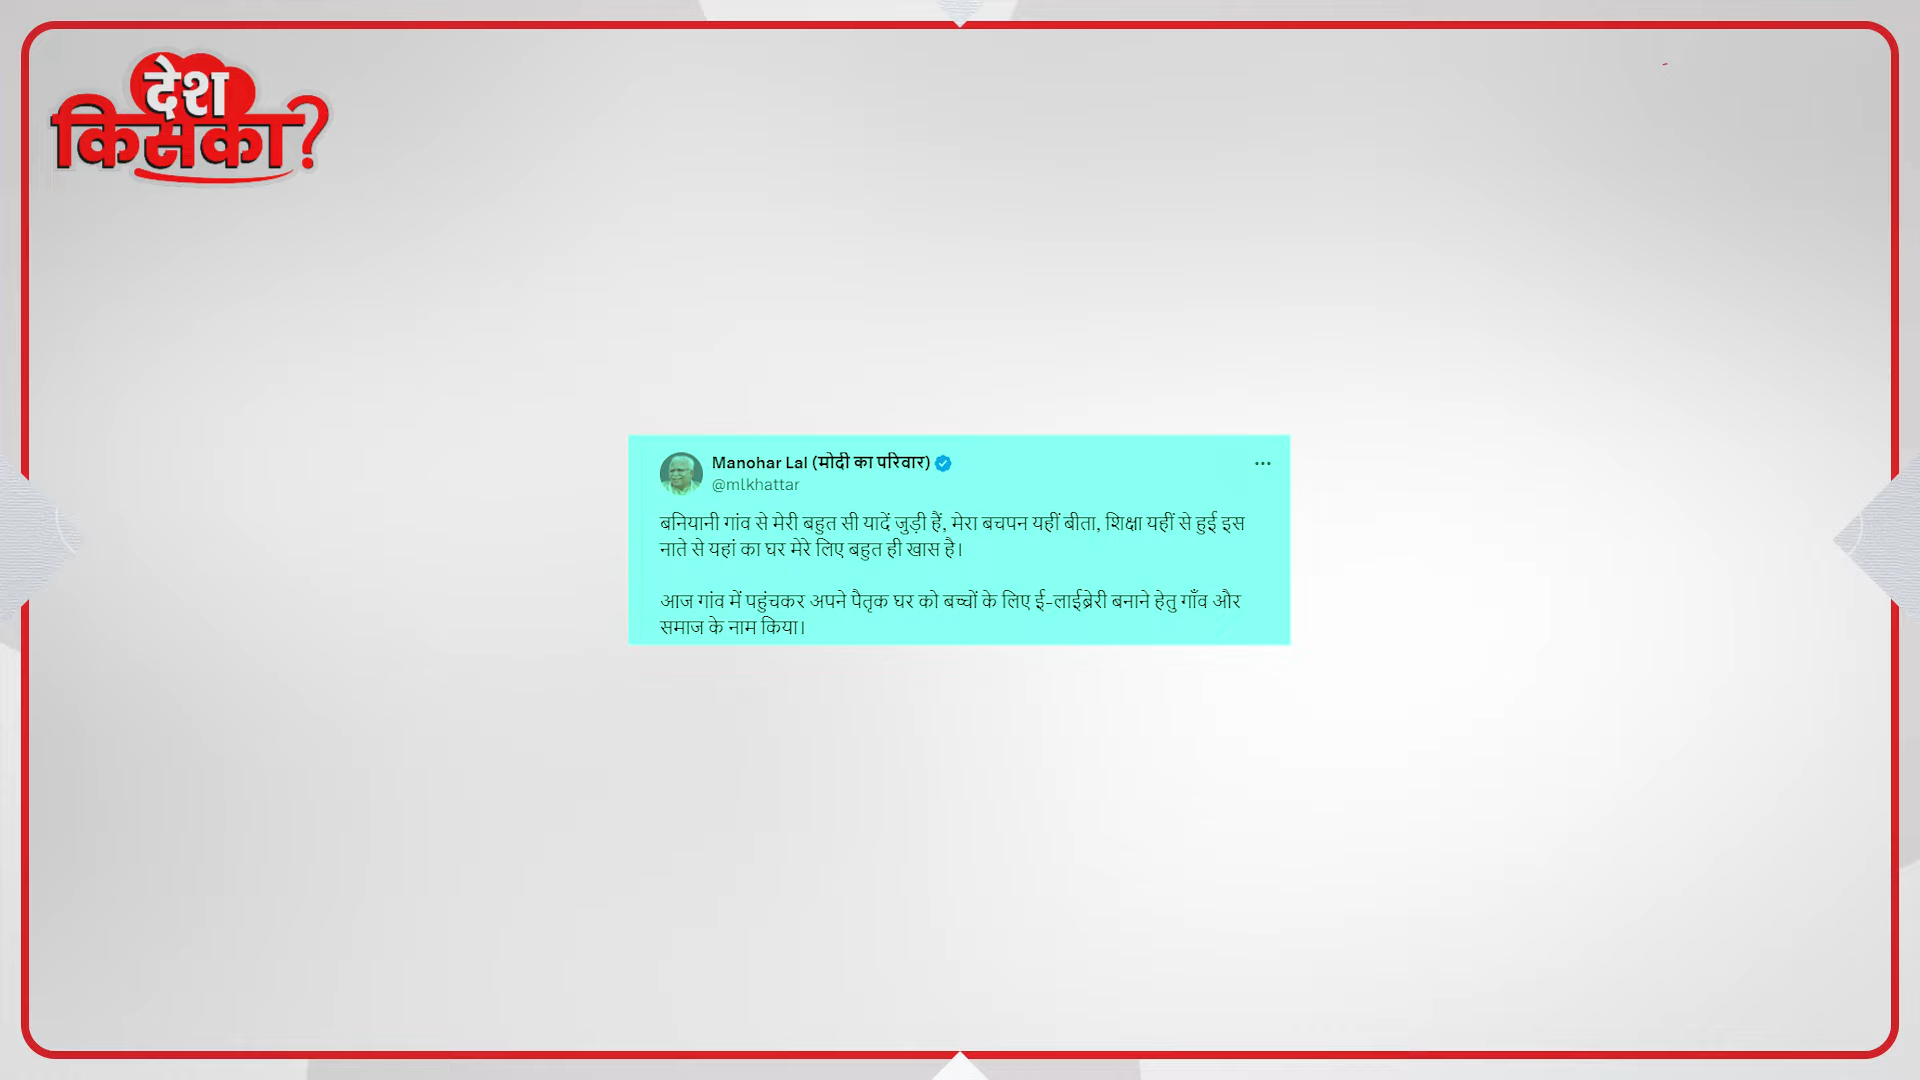 देश
किसका?
Manohar Lal (मोदी का परिवार)
@mlkhattar
बनियानी गांव से मेरी बहुत सी यादें जुड़ी हैं, मेरा बचपन यहीं बीता, शिक्षा यहीं से हुई इस
नाते से यहां का घर मेरे लिए बहुत ही खास है।
आज गांव में पहुंचकर अपने पैतृक घर को बच्चों के लिए ई-लाईब्रेरी बनाने हेतु गाँव और
समाज के नाम किया।